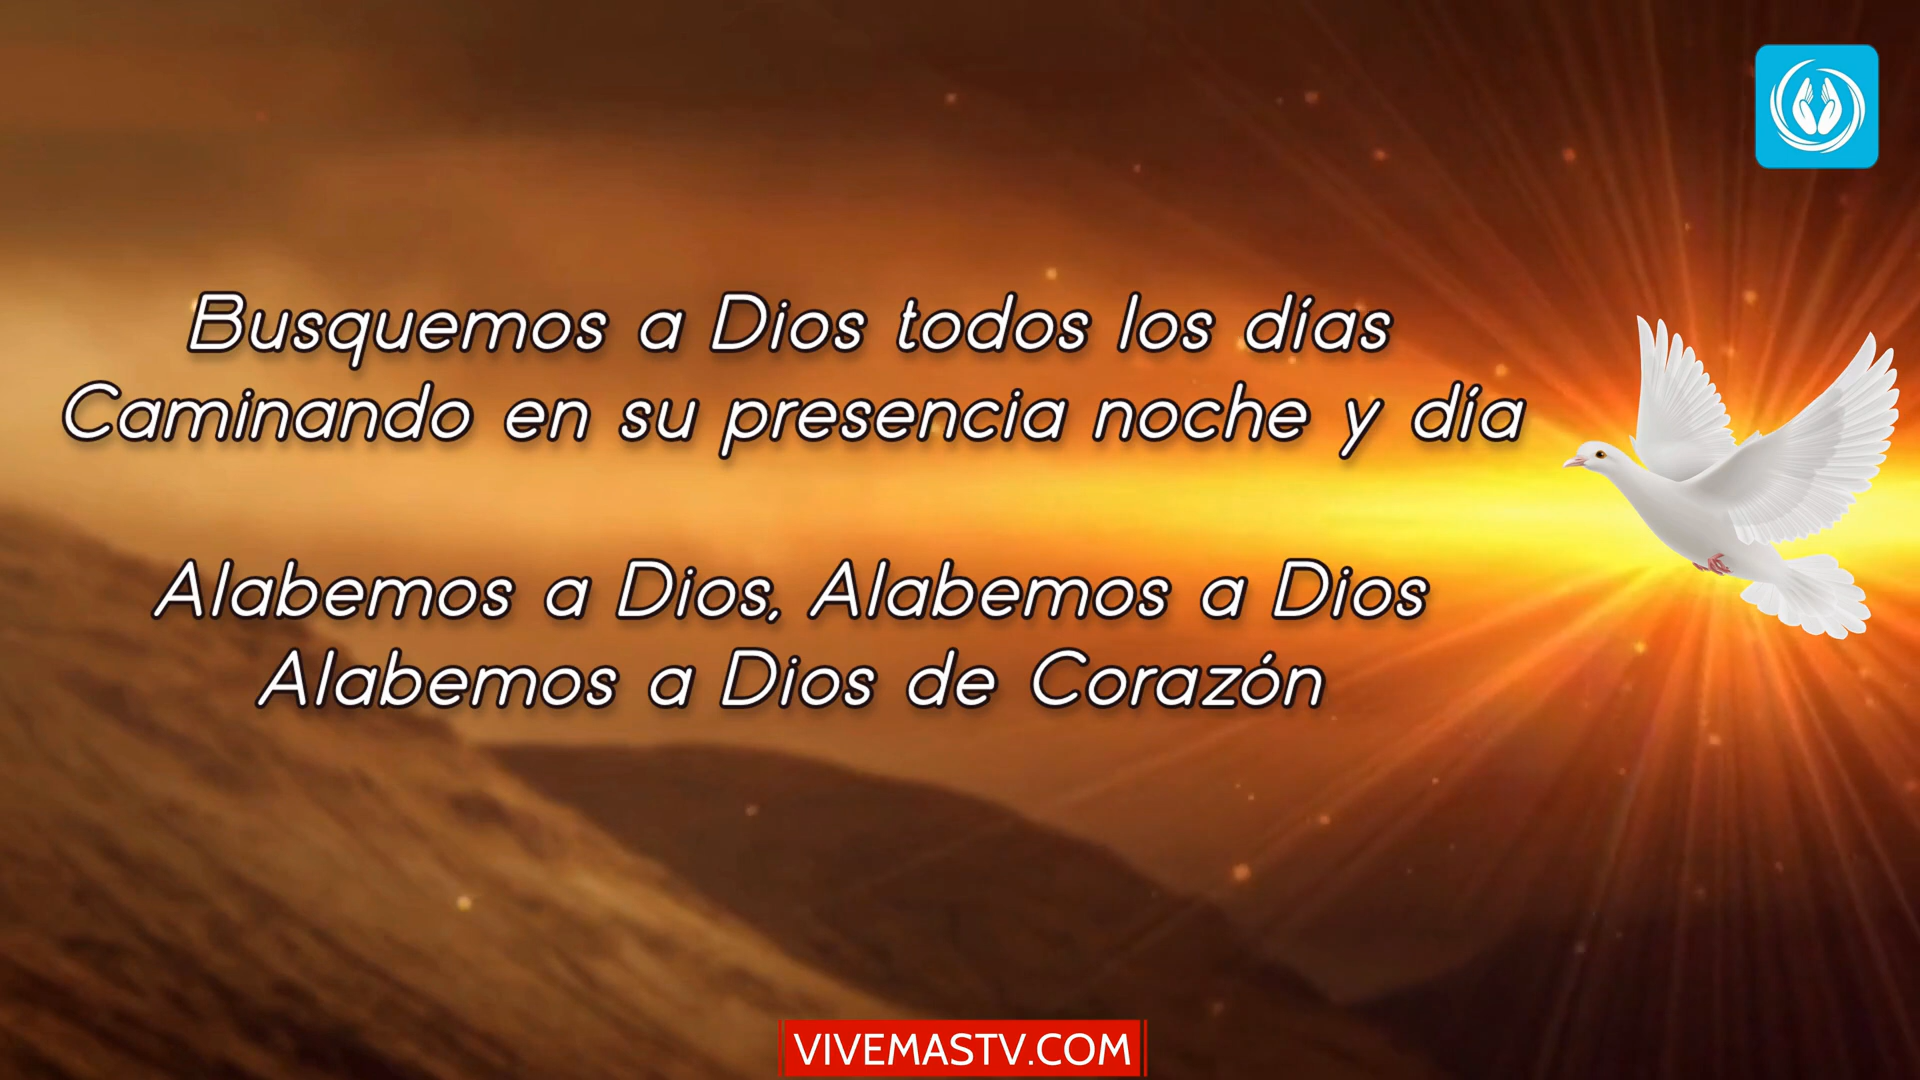 Busquemos a Dios todos los días
Caminando en su presencia noche y día
Alabemos a Dios, Alabemos a Dios
Alabemos a Dios de Corazón
VIVEMASTV.COM